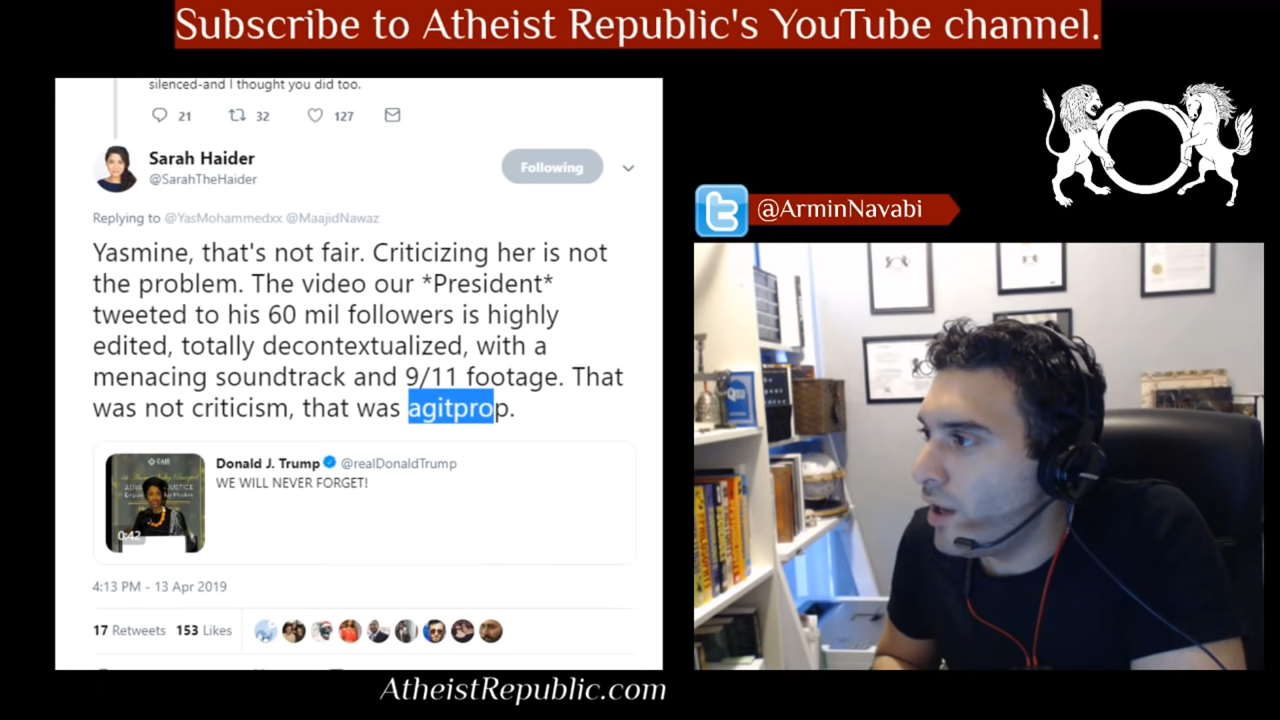 Subscribe to Atheist Republic's YouTube channel.
silenced-and I thought you did too.
21 32 127
Sarah Haider
@SarahTheHaider
Following
Replying to @YasMohammedxx @MaajidNawaz
Yasmine, that's not fair. Criticizing her is not
the problem. The video our *President*
tweeted to his 60 mil followers is highly
edited, totally decontextualized, with a
menacing soundtrack and 9/11 footage. That
was not criticism, that was agitprop.
Donald J. Trump @realDonaldTrump
WE WILL NEVER FORGET!
0:42
4:13 PM - 13 Apr 2019
17 Retweets 153 Likes
@ArminNavabi
AtheistRepublic.com